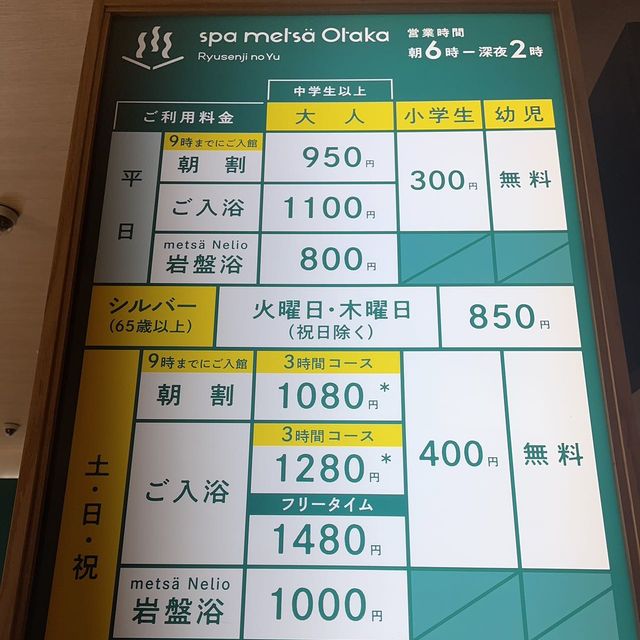 spa metsä Otaka
Ryusenji no Yu
営業時間
朝6時ー深夜2時
中学生以上
ご利用料金 大人 小学生 幼児
平日
9時までにご入館
朝割 950円 300円 無料
ご入浴 1100円
metsä Nelio
岩盤浴 800円
シルバー
(65歳以上)
火曜日・木曜日
(祝日除く)
850円
土・日・祝
9時までにご入館
朝割
3時間コース
1080円*
400円 無料
ご入浴
3時間コース
1280円*
フリータイム
1480円
metsä Nelio
岩盤浴 1000円